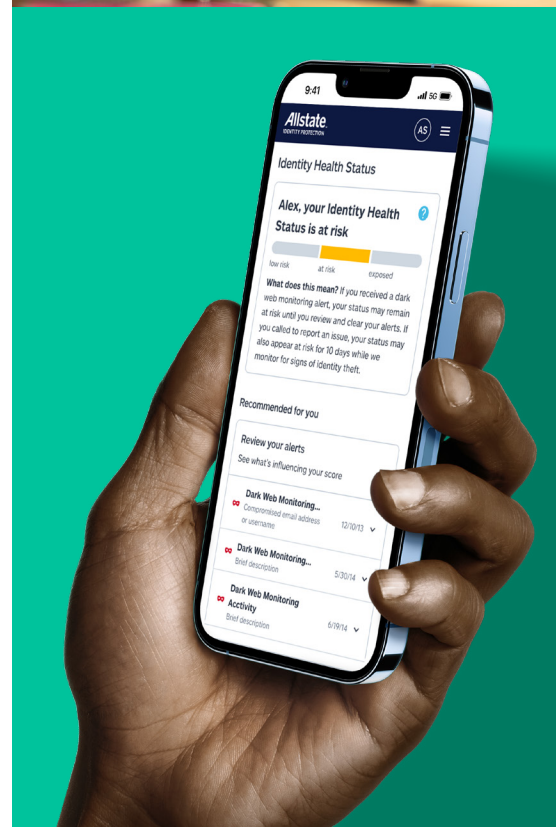 9:41
5G
Allstate.
IDENTITY PROTECTION
AS
Identity Health Status
Alex, your Identity Health
Status is at risk
?
low risk
at risk
exposed
What does this mean? If you received a dark
web monitoring alert, your status may remain
at risk until you review and clear your alerts. If
you called to report an issue, your status may
also appear at risk for 10 days while we
monitor for signs of identity theft.
Recommended for you
Review your alerts
See what's influencing your score
Dark Web Monitoring...
Compromised email address
or username
12/10/13
Dark Web Monitoring...
Brief description
5/30/14
Dark Web Monitoring
Acctivity
Brief description
6/19/14